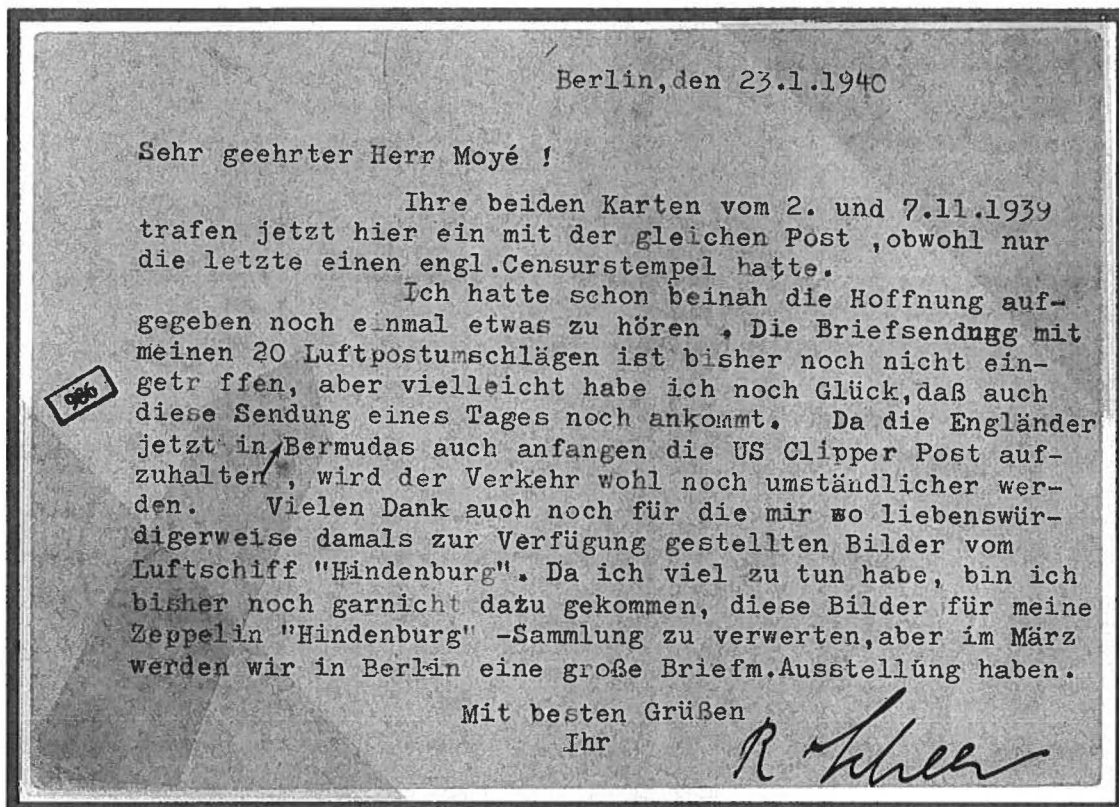 Berlin,den 23.1.1940
Sehr geehrter Herr Moyé !
Ihre beiden Karten vom 2. und 7.11.1939
trafen jetzt hier ein mit der gleichen Post ,obwohl nur
die letzte einen engl.Censurstempel hatte.
Ich hatte schon beinah die Hoffnung auf-
gegeben noch einmal etwas zu hören . Die Briefsendugg mit
meinen 20 Luftpostumschlägen ist bisher noch nicht ein-
getr ffen, aber vielleicht habe ich noch Glück,daß auch
986
diese Sendung eines Tages noch ankommt. Da die Engländer
jetzt in Bermudas auch anfangen die US Clipper Post auf-
zuhalten , wird der Verkehr wohl noch umständlicher wer-
den. Vielen Dank auch noch für die mir so liebenswür-
digerweise damals zur Verfügung gestellten Bilder vom
Luftschiff "Hindenburg". Da ich viel zu tun habe, bin ich
bisher noch garnicht dazu gekommen, diese Bilder für meine
Zeppelin "Hindenburg" -Sammlung zu verwerten,aber im März
werden wir in Berlin eine große Briefm.Ausstellüng haben.
Mit besten Grüßen
Ihr
R